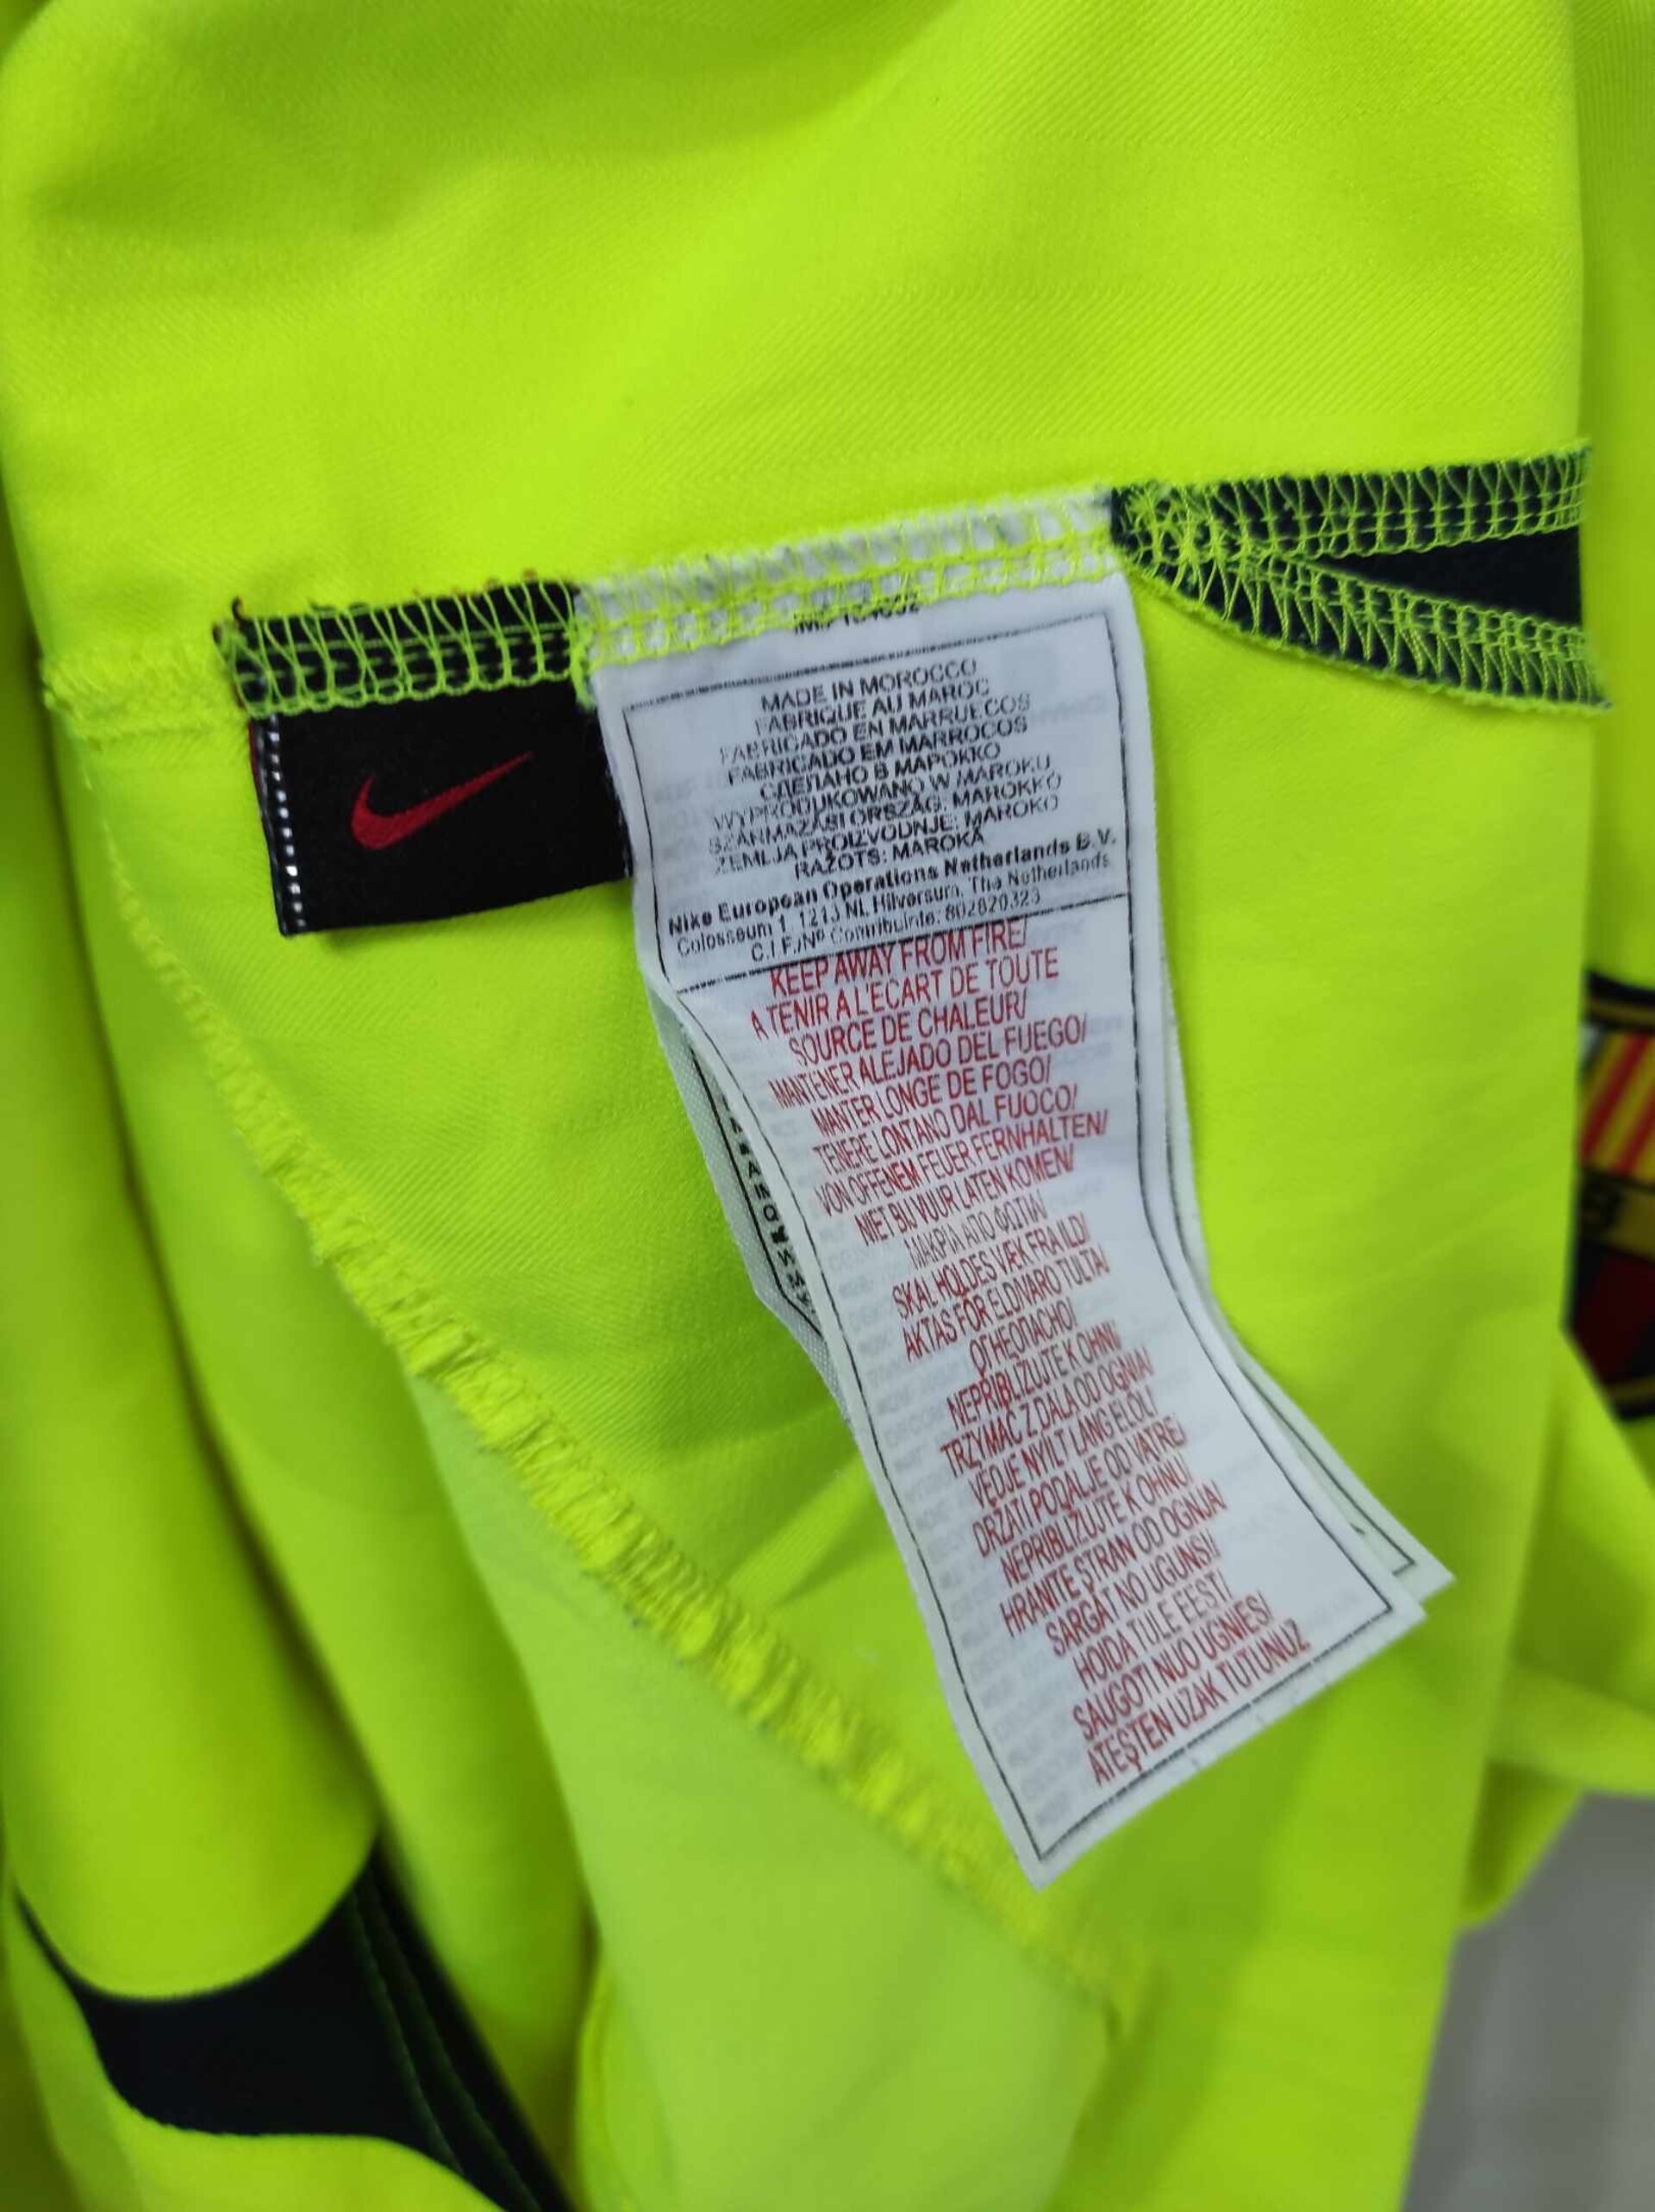 MADE IN MOROCCO
FABRIQUE AU MAROC
FABRICADO EN MARRUECOS
FABRICADO EM MARROCOS
СДЕЛАНО В МАРОККО
WYPRODUKOWANO W MAROKU
SZÁRMAZÁSI ORSZÁG: MAROKKÓ
ZEMLJA PROIZVODNJE: MAROKO
RAŽOTS: MAROKĀ
Nike European Operations Netherlands B.V.
Colosseum 1, 1213 NL Hilversum, The Netherlands
C.I.F./Nº Contribuinte: 802820323
KEEP AWAY FROM FIRE/
A TENIR A L'ECART DE TOUTE
SOURCE DE CHALEUR/
MANTENER ALEJADO DEL FUEGO/
MANTER LONGE DE FOGO/
TENERE LONTANO DAL FUOCO/
VON OFFENEM FEUER FERNHALTEN/
NIET BIJ VUUR LATEN KOMEN/
ΜΑΚΡΙΑ ΑΠΟ ΦΩΤΙΑ/
SKAL HOLDES VÆK FRA ILD/
AKTAS FÖR ELD/VARO TULTA/
ОГНЕОПАСНО/
NEPŘIBLIŽUJTE K OHNI/
TRZYMAĆ Z DALA OD OGNIA/
VÉDJE NYÍLT LÁNG ELŐL/
DRŽATI PODALJE OD VATRE/
NEPRIBLIŽUJTE K OHŇU/
HRANITE STRAN OD OGNJA/
SARGĀT NO UGUNS/
HOIDA TULE EEST/
SAUGOTI NUO UGNIES/
ATEŞTEN UZAK TUTUNUZ